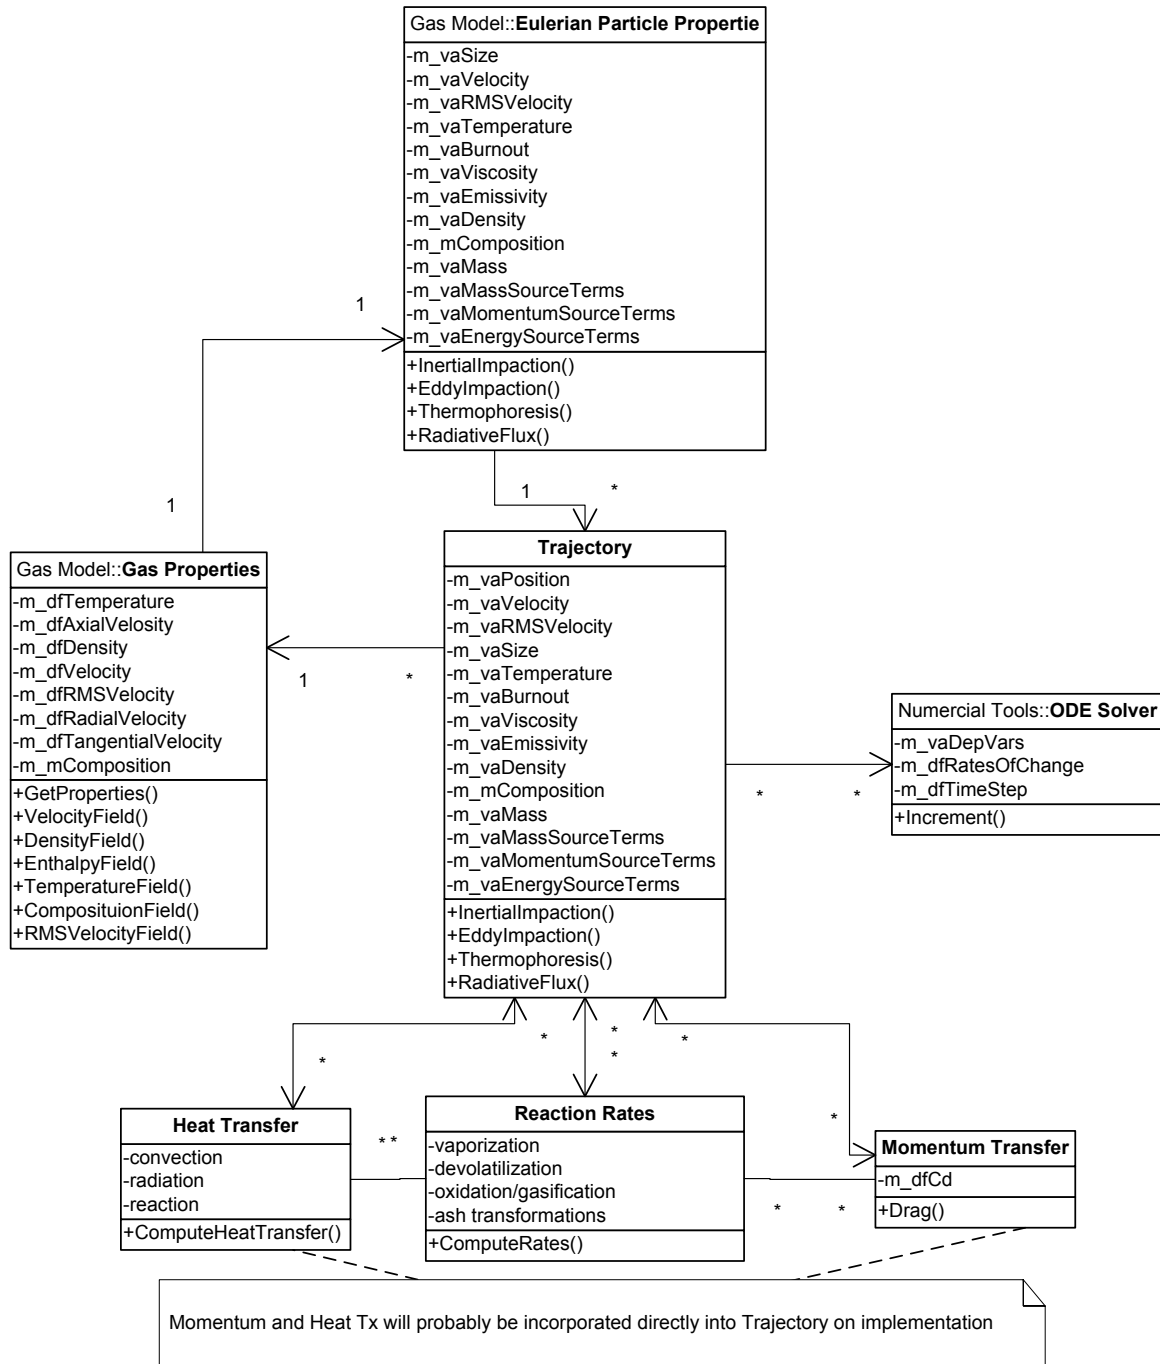 Gas Model::Eulerian Particle Propertie
-m_vaSize
-m_vaVelocity
-m_vaRMSVelocity
-m_vaTemperature
-m_vaBurnout
-m_vaViscosity
-m_vaEmissivity
-m_vaDensity
-m_mComposition
-m_vaMass
-m_vaMassSourceTerms
-m_vaMomentumSourceTerms
-m_vaEnergySourceTerms
+InertialImpaction()
+EddyImpaction()
+Thermophoresis()
+RadiativeFlux()
1
1
1 *
Gas Model::Gas Properties
-m_dfTemperature
-m_dfAxialVelosity
-m_dfDensity
-m_dfVelocity
-m_dfRMSVelocity
-m_dfRadialVelocity
-m_dfTangentialVelocity
-m_mComposition
+GetProperties()
+VelocityField()
+DensityField()
+EnthalpyField()
+TemperatureField()
+ComposituionField()
+RMSVelocityField()
1 *
Trajectory
-m_vaPosition
-m_vaVelocity
-m_vaRMSVelocity
-m_vaSize
-m_vaTemperature
-m_vaBurnout
-m_vaViscosity
-m_vaEmissivity
-m_vaDensity
-m_mComposition
-m_vaMass
-m_vaMassSourceTerms
-m_vaMomentumSourceTerms
-m_vaEnergySourceTerms
+InertialImpaction()
+EddyImpaction()
+Thermophoresis()
+RadiativeFlux()
* *
Numercial Tools::ODE Solver
-m_vaDepVars
-m_dfRatesOfChange
-m_dfTimeStep
+Increment()
* * *
* *
*
Heat Transfer
-convection
-radiation
-reaction
+ComputeHeatTransfer()
* *
Reaction Rates
-vaporization
-devolatilization
-oxidation/gasification
-ash transformations
+ComputeRates()
* *
Momentum Transfer
-m_dfCd
+Drag()
Momentum and Heat Tx will probably be incorporated directly into Trajectory on implementation